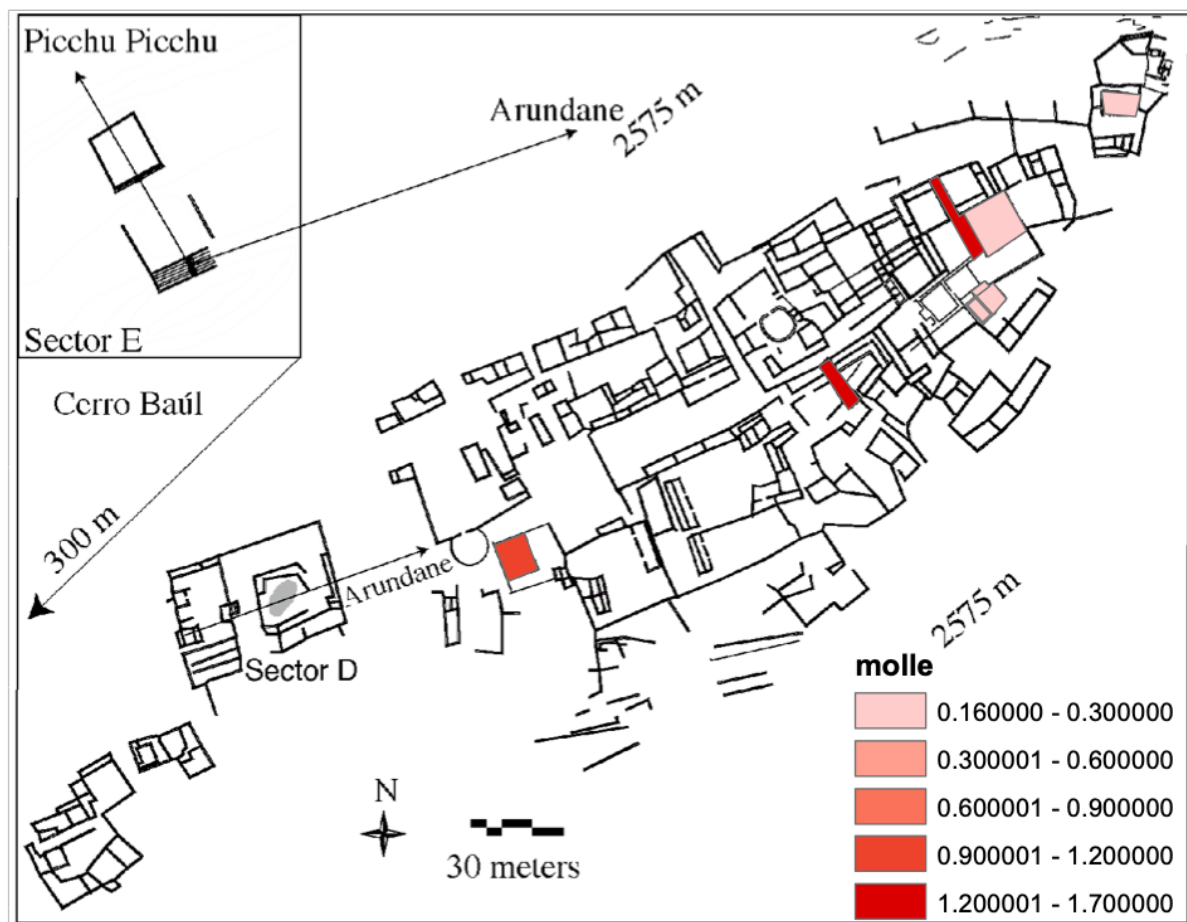 Picchu Picchu
Arundane
2575 m
Sector E
Cerro Baúl
300 m
Arundane
Sector D
2575 m
N
30 meters
molle
0.160000 - 0.300000
0.300001 - 0.600000
0.600001 - 0.900000
0.900001 - 1.200000
1.200001 - 1.700000